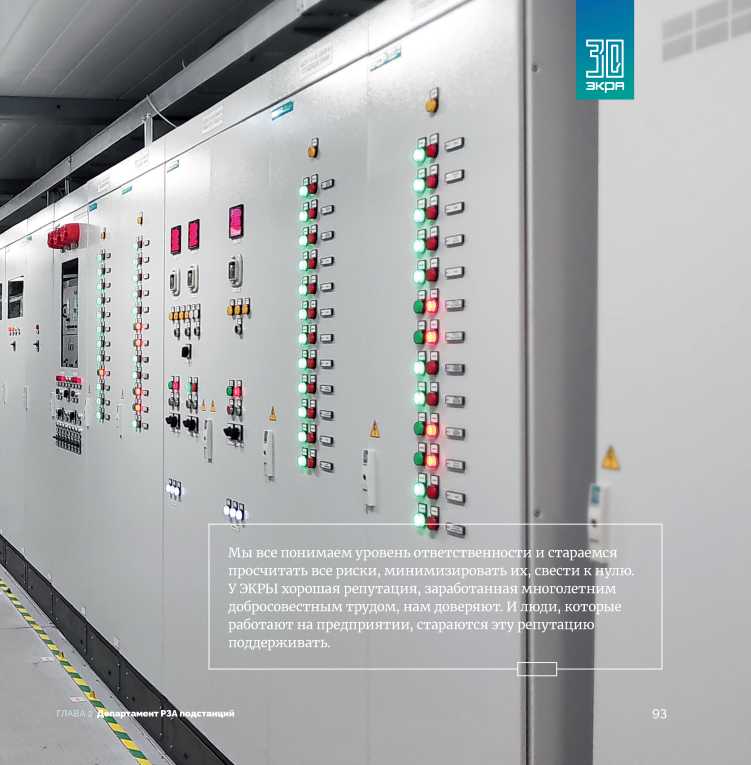 30
ЭКРА
Мы все понимаем уровень ответственности и стараемся
просчитать все риски, минимизировать их, свести к нулю.
У ЭКРЫ хорошая репутация, заработанная многолетним
добросовестным трудом, нам доверяют. И люди, которые
работают на предприятии, стараются эту репутацию
поддерживать.
ГЛАВА 2 Департамент РЗА подстанций
93